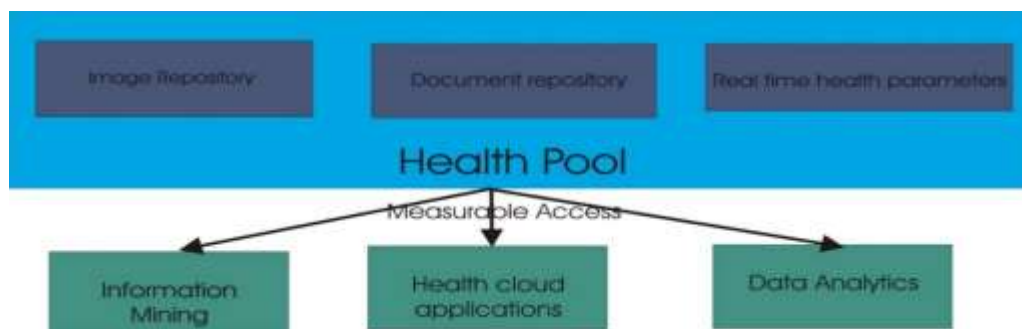 Image Repository
Document repository
Real time health parameters
Health Pool
Measurable Access
Information
Mining
Health cloud
applications
Data Analytics